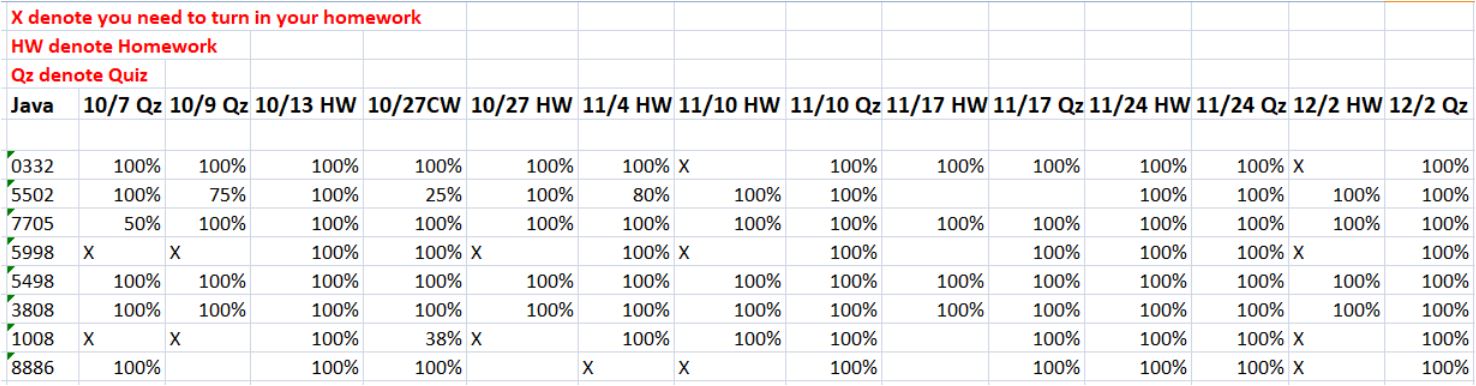 X denote you need to turn in your homework
HW denote Homework
Qz denote Quiz
Java 10/7 Qz 10/9 Qz 10/13 HW 10/27CW 10/27 HW 11/4 HW 11/10 HW 11/10 Qz 11/17 HW 11/17 Qz 11/24 HW 11/24 Qz 12/2 HW 12/2 Qz
0332 100% 100% 100% 100% 100% 100% X 100% 100% 100% 100% 100% X 100%
5502 100% 75% 100% 25% 100% 80% 100% 100% 100% 100% 100% 100%
7705 50% 100% 100% 100% 100% 100% 100% 100% 100% 100% 100% 100% 100% 100%
5998 X X 100% 100% X 100% X 100% 100% 100% 100% X 100%
5498 100% 100% 100% 100% 100% 100% 100% 100% 100% 100% 100% 100% 100% 100%
3808 100% 100% 100% 100% 100% 100% 100% 100% 100% 100% 100% 100% 100% 100%
1008 X X 100% 38% X 100% 100% 100% 100% 100% 100% X 100%
8886 100% 100% 100% X X 100% 100% 100% 100% X 100%